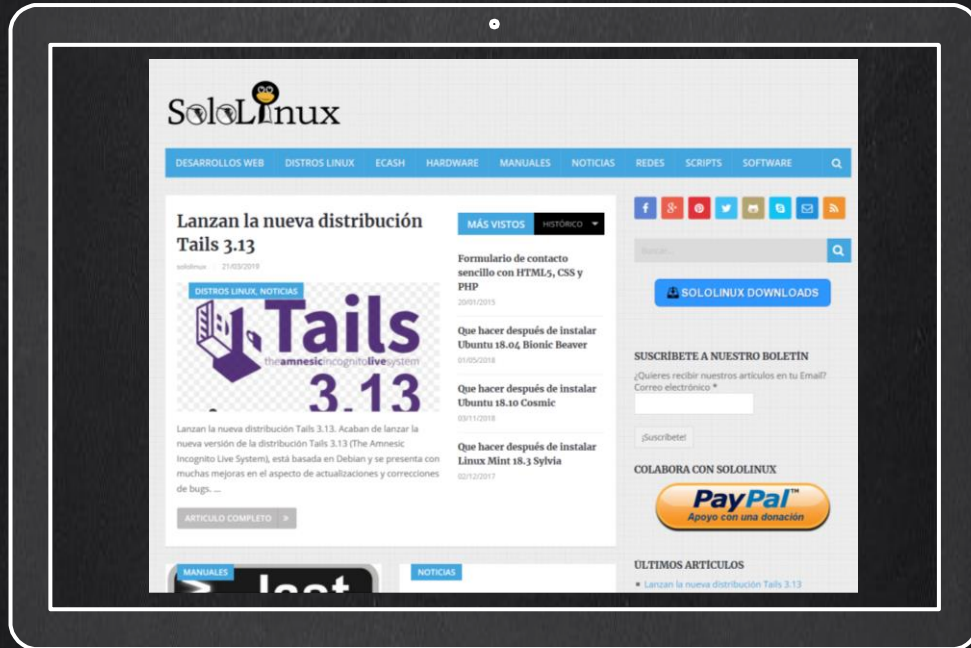 SoloLinux
DESARROLLOS WEB DISTROS LINUX ECASH HARDWARE MANUALES NOTICIAS REDES SCRIPTS SOFTWARE
Lanzan la nueva distribución
Tails 3.13
sololinux 21/03/2019
DISTROS LINUX, NOTICIAS
Tails
theamnesicincognitolivesystem
3.13
Lanzan la nueva distribución Tails 3.13. Acaban de lanzar la
nueva versión de la distribución Tails 3.13 (The Amnesic
Incognito Live System), está basada en Debian y se presenta con
muchas mejoras en el aspecto de actualizaciones y correcciones
de bugs. ...
ARTICULO COMPLETO »
MÁS VISTOS HISTÓRICO
Formulario de contacto
sencillo con HTML5, CSS y
PHP
20/01/2015
Que hacer después de instalar
Ubuntu 18.04 Bionic Beaver
01/05/2018
Que hacer después de instalar
Ubuntu 18.10 Cosmic
03/11/2018
Que hacer después de instalar
Linux Mint 18.3 Sylvia
02/12/2017
Buscar...
SOLOLINUX DOWNLOADS
SUSCRÍBETE A NUESTRO BOLETÍN
¿Quieres recibir nuestros artículos en tu Email?
Correo electrónico *
¡Suscríbete!
COLABORA CON SOLOLINUX
PayPal™
Apoyo con una donación
ÚLTIMOS ARTÍCULOS
Lanzan la nueva distribución Tails 3.13
MANUALES
NOTICIAS